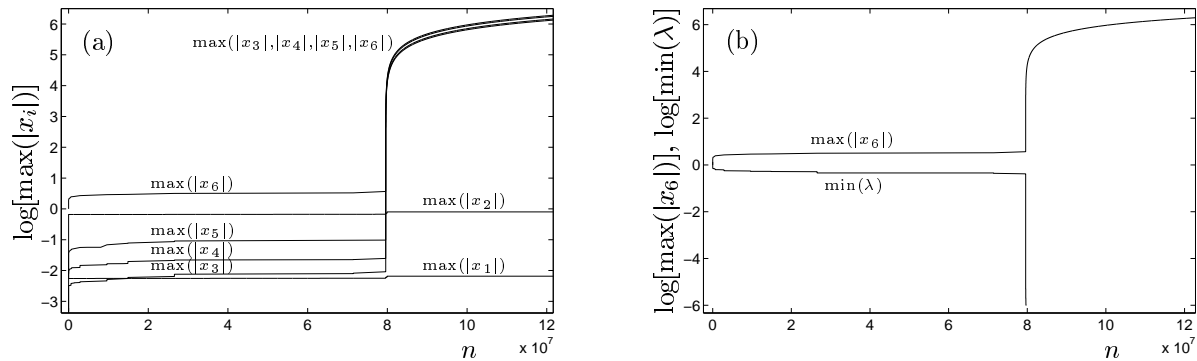 (a)
max(|x3|,|x4|,|x5|,|x6|)
log[max(|xi|)]
6
5
4
3
2
1
0
−1
−2
−3
max(|x6|)
max(|x2|)
max(|x5|)
max(|x4|)
max(|x3|)
max(|x1|)
0 2 4 6 8 10 12
n
x 10^7
(b)
log[max(|x6|)], log[min(λ)]
6
4
2
0
−2
−4
−6
max(|x6|)
min(λ)
0 2 4 6 8 10 12
n
x 10^7